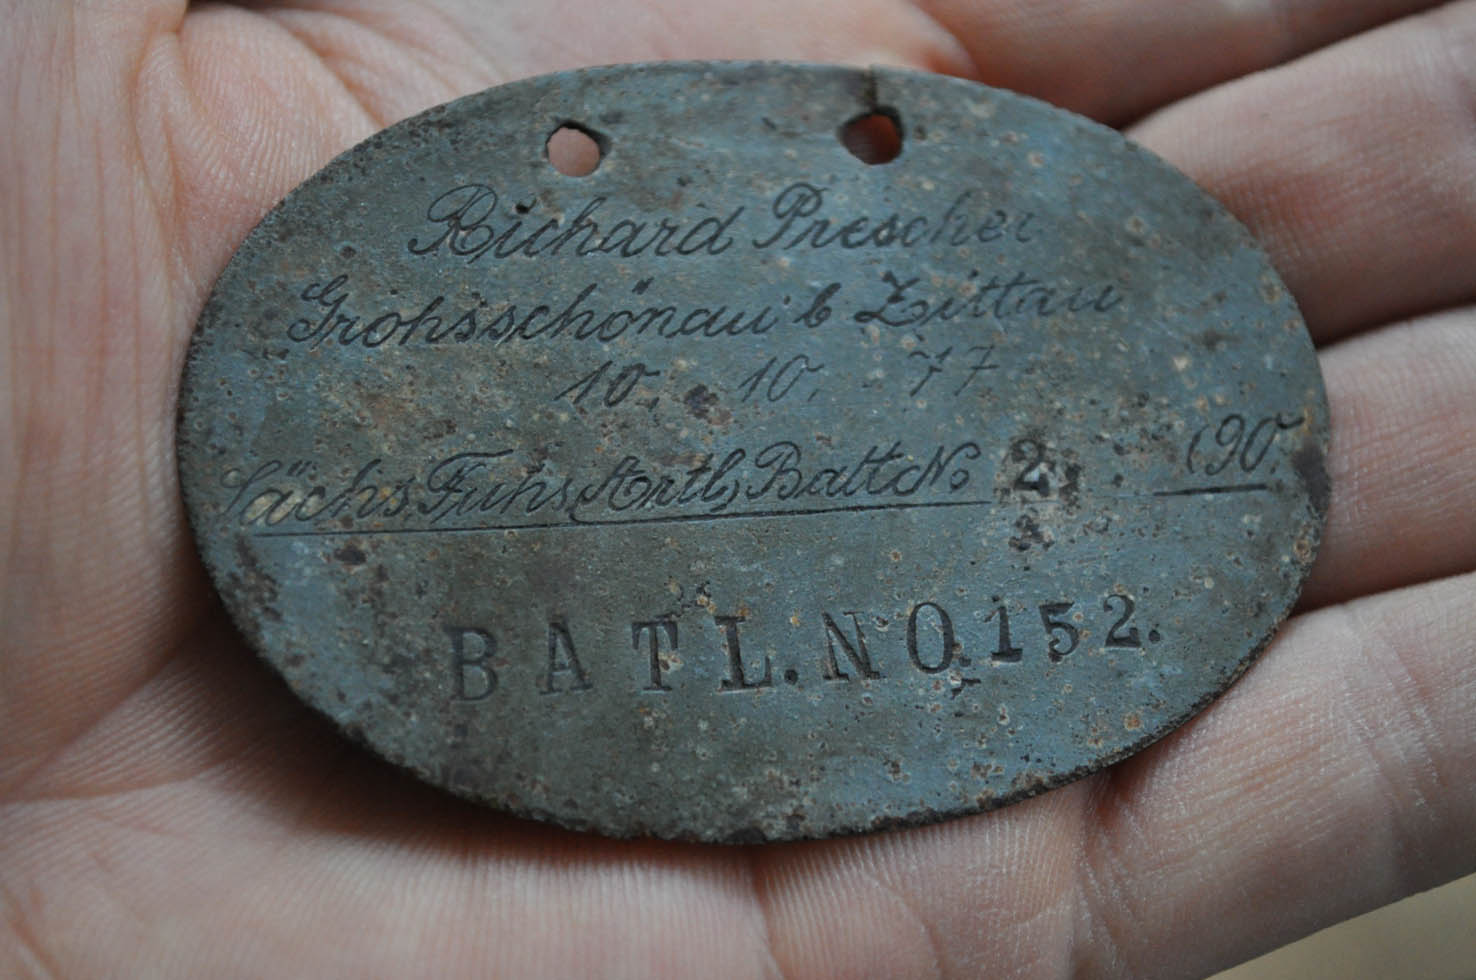 Richard Prescher
Grohsschönau b Zittau
10. 10. 77
Sächs. Fuhs, Artl, Batt No 2. 190.
BATL. NO 152.